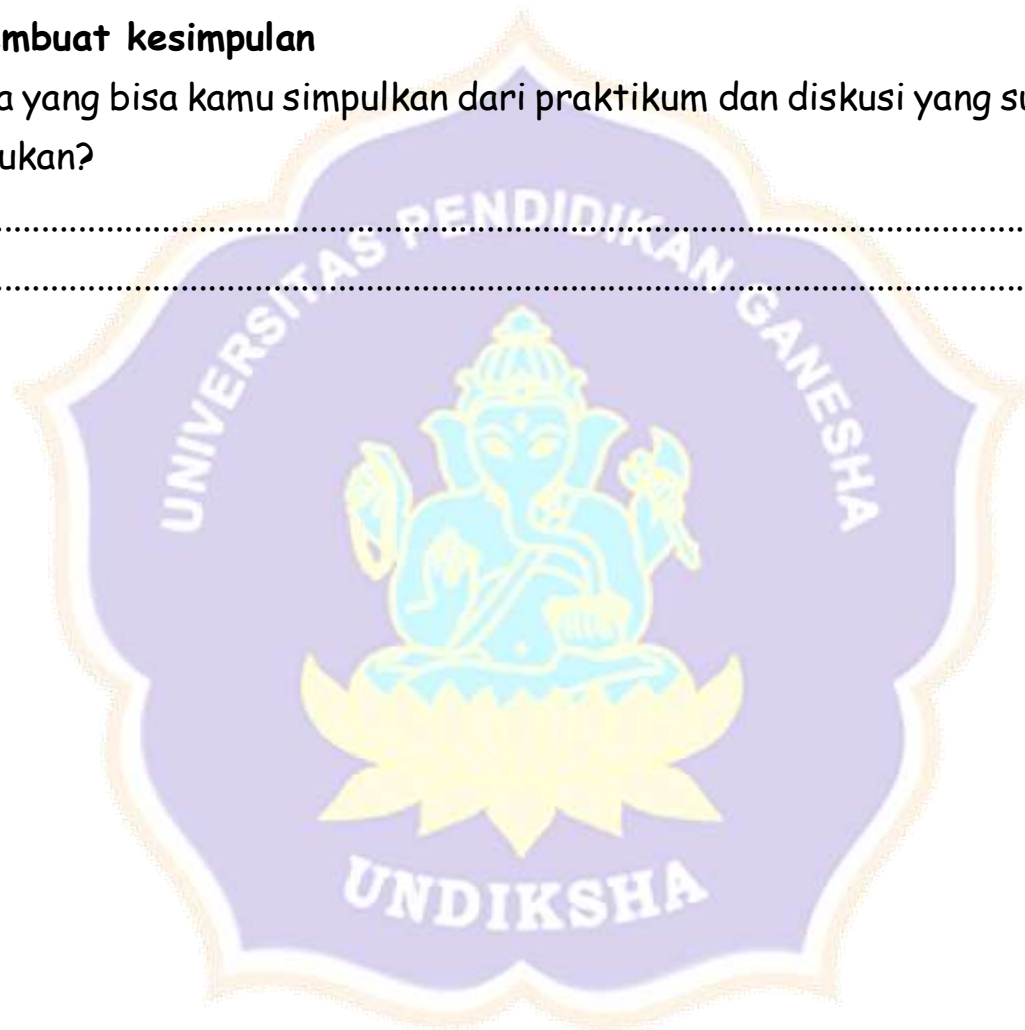 mbuat kesimpulan
a yang bisa kamu simpulkan dari praktikum dan diskusi yang su
ukan?
....................................................................................................
....................................................................................................
UNIVERSITAS PENDIDIKAN GANESHA
UNDIKSHA